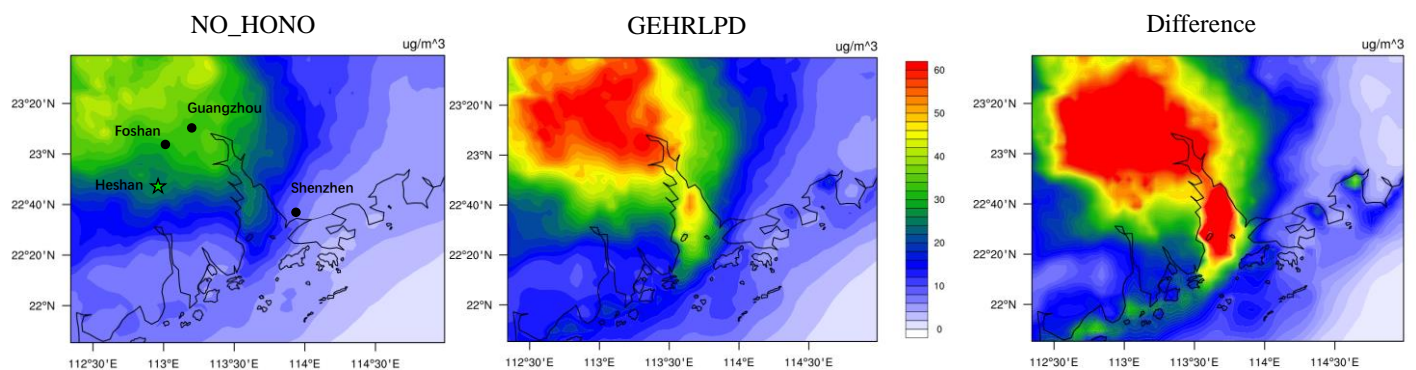 NO_HONO
GEHRLPD
Difference
ug/m^3
ug/m^3
ug/m^3
23°20'N
23°N
22°40'N
22°20'N
22°N
Guangzhou
Foshan
Heshan
Shenzhen
112°30'E 113°E 113°30'E 114°E 114°30'E
23°20'N
23°N
22°40'N
22°20'N
22°N
112°30'E 113°E 113°30'E 114°E 114°30'E
60
50
40
30
20
10
0
23°20'N
23°N
22°40'N
22°20'N
22°N
112°30'E 113°E 113°30'E 114°E 114°30'E